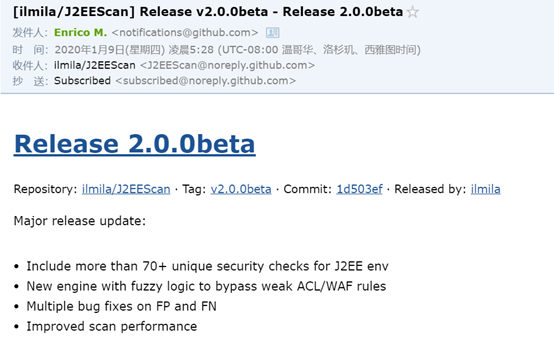 [ilmila/J2EEScan] Release v2.0.0beta - Release 2.0.0beta☆
发件人：Enrico M. <notifications@github.com>
时　间：2020年1月9日(星期四) 凌晨5:28 (UTC-08:00 温哥华、洛杉矶、西雅图时间)
收件人：ilmila/J2EEScan <J2EEScan@noreply.github.com>
抄　送：Subscribed <subscribed@noreply.github.com>
Release 2.0.0beta
Repository: ilmila/J2EEScan · Tag: v2.0.0beta · Commit: 1d503ef · Released by: ilmila
Major release update:
• Include more than 70+ unique security checks for J2EE env
• New engine with fuzzy logic to bypass weak ACL/WAF rules
• Multiple bug fixes on FP and FN
• Improved scan performance